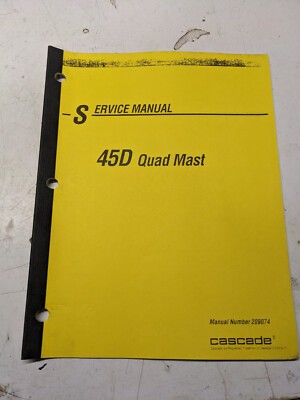 SERVICE MANUAL
45D Quad Mast
Manual Number 209074
cascade